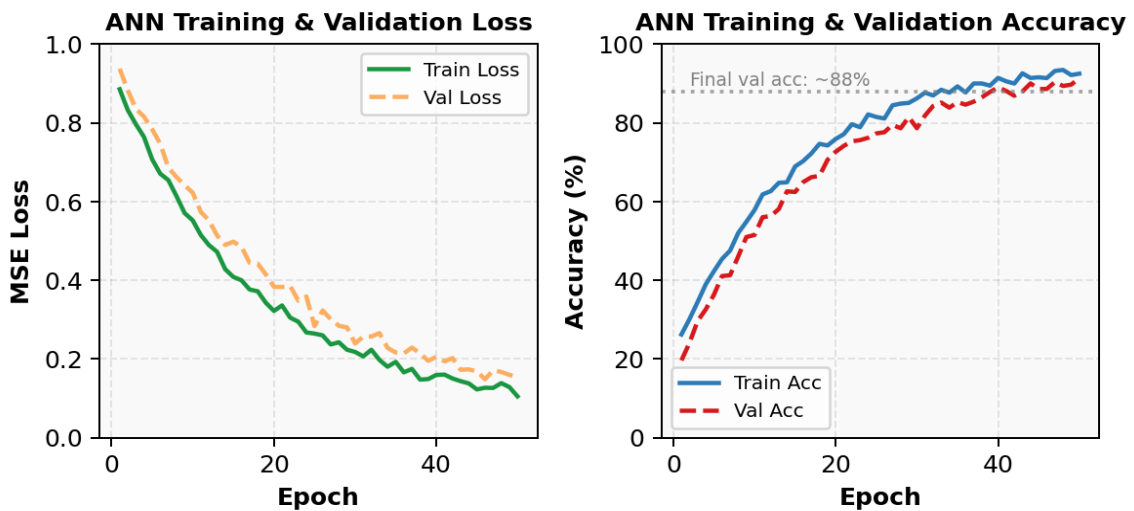 ANN Training & Validation Loss
1.0
0.8
0.6
0.4
0.2
0.0
0
20
40
MSE Loss
Epoch
Train Loss
Val Loss
ANN Training & Validation Accuracy
100
80
60
40
20
0
0
20
40
Accuracy (%)
Epoch
Final val acc: ~88%
Train Acc
Val Acc